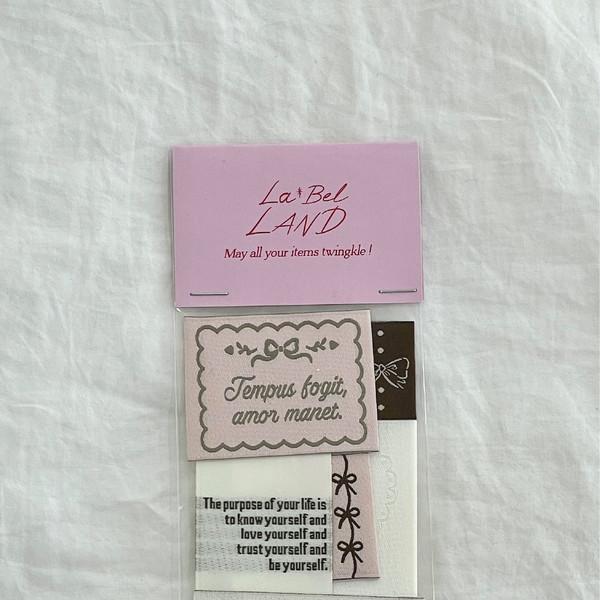 La Bel
LAND
May all your items twingkle !
Tempus fogit,
amor manet.
The purpose of your life is
to know yourself and
love yourself and
trust yourself and
be yourself.